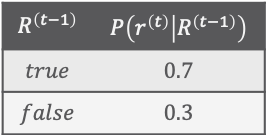 R^(t−1) P(r^(t)|R^(t−1))
true 0.7
false 0.3